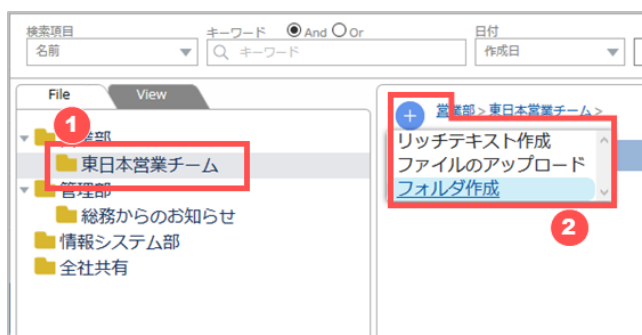 検索項目
名前
キーワード And Or
キーワード
日付
作成日
File
View
1
業部
東日本営業チーム
管理部
総務からのお知らせ
情報システム部
全社共有
営業部>東日本営業チーム>
リッチテキスト作成
ファイルのアップロード
フォルダ作成
2